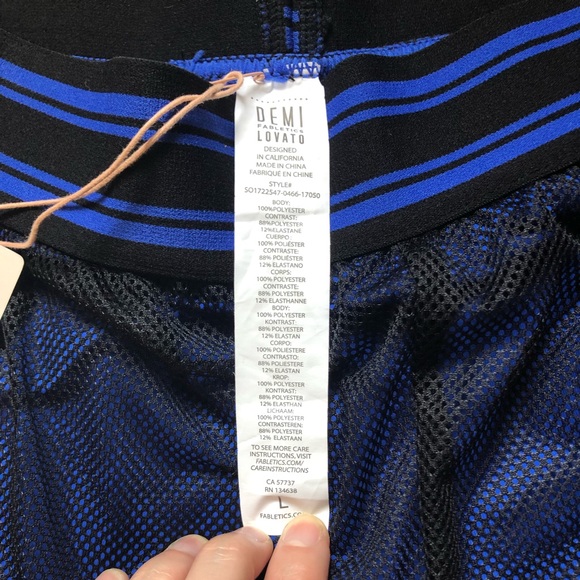 DEMI
FABLETICS
LOVATO
DESIGNED
IN CALIFORNIA
MADE IN CHINA
FABRIQUE EN CHINE
STYLE#
SO1722547-0466-17050
BODY:
100%POLYESTER
CONTRAST:
88%POLYESTER
12%ELASTANE
CUERPO:
100% POLIÉSTER
CONTRASTE:
88% POLIÉSTER
12% ELASTANO
CORPS:
100% POLYESTER
CONTRASTE:
88% POLYESTER
12% ELASTHANNE
BODY:
100% POLYESTER
KONTRAST:
88% POLYESTER
12% ELASTAN
CORPO:
100% POLIESTERE
CONTRASTO:
88% POLIESTERE
12% ELASTAN
KROP:
100% POLYESTER
KONTRAST:
88% POLYESTER
12% ELASTHAN
LICHAAM:
100% POLYESTER
CONTRASTEREN:
88% POLYESTER
12% ELASTAAN
TO SEE MORE CARE
INSTRUCTIONS,VISIT
FABLETICS.COM/
CAREINSTRUCTIONS
CA 57737
RN 134638
L
FABLETICS.COM